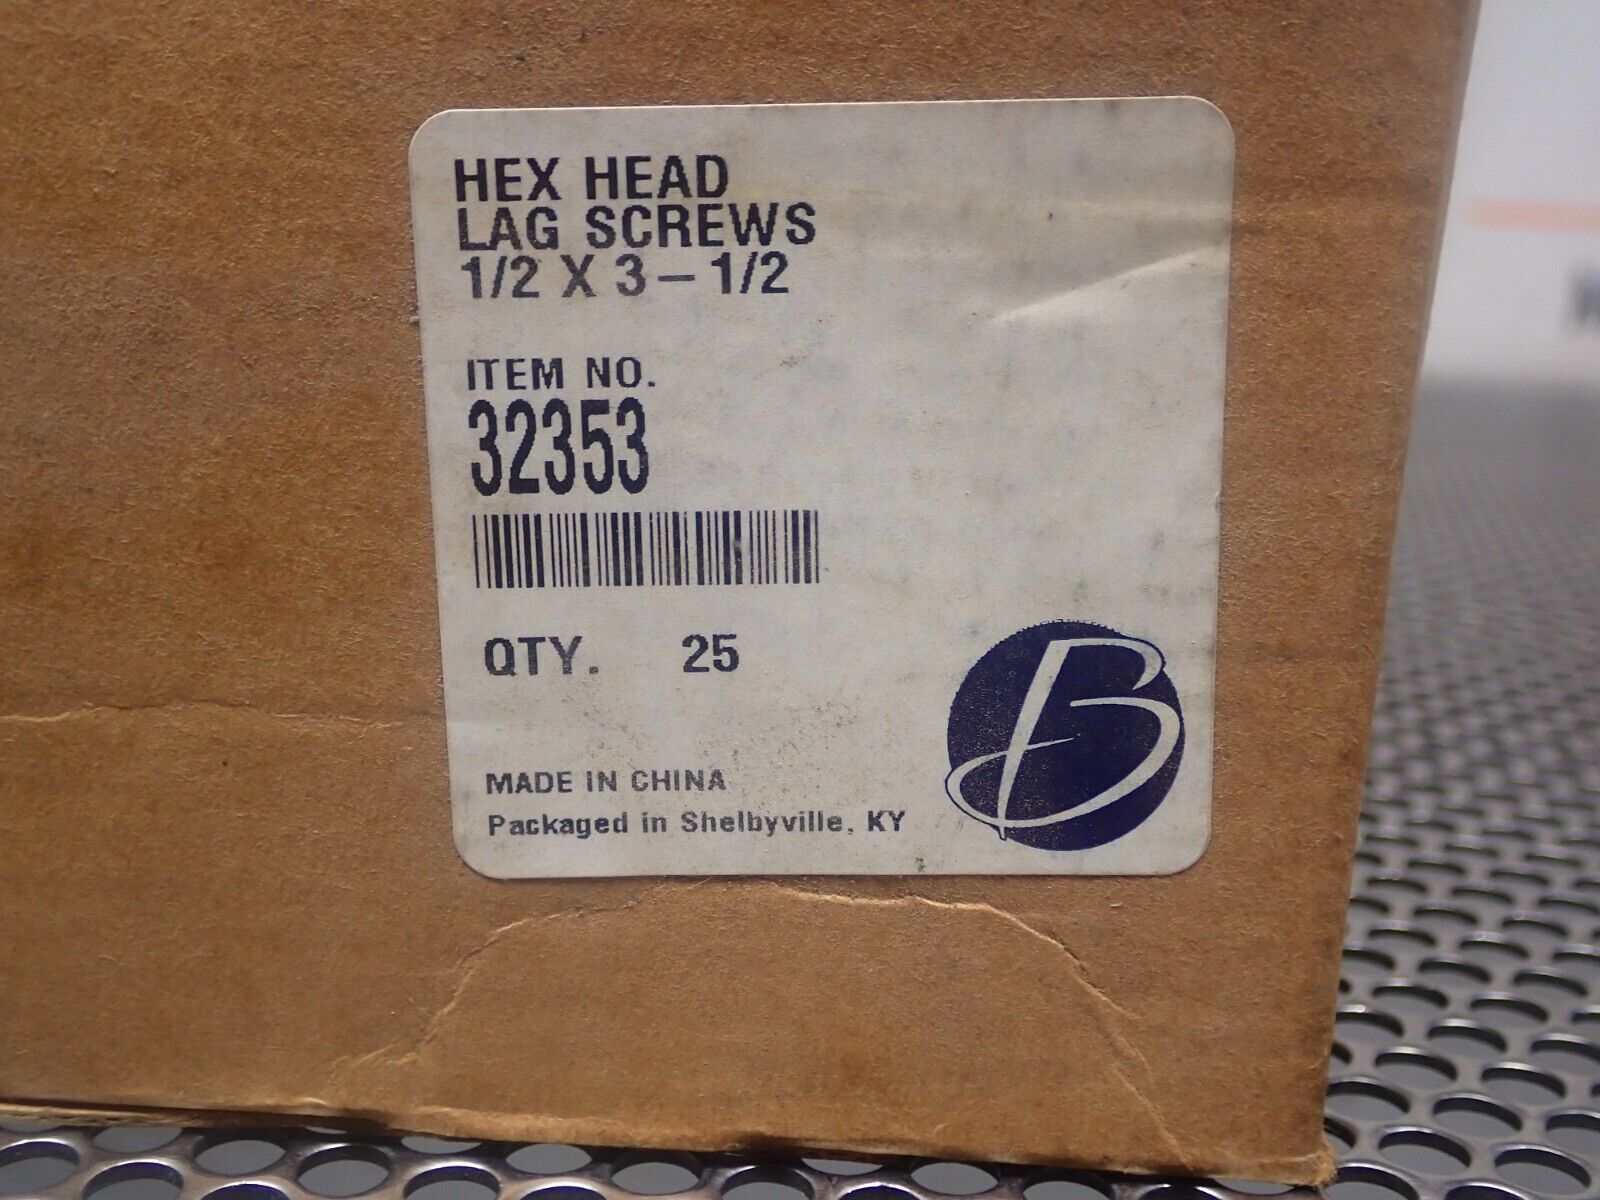 HEX HEAD
LAG SCREWS
1/2 X 3-1/2
ITEM NO.
32353
QTY. 25
MADE IN CHINA
Packaged in Shelbyville, KY
B